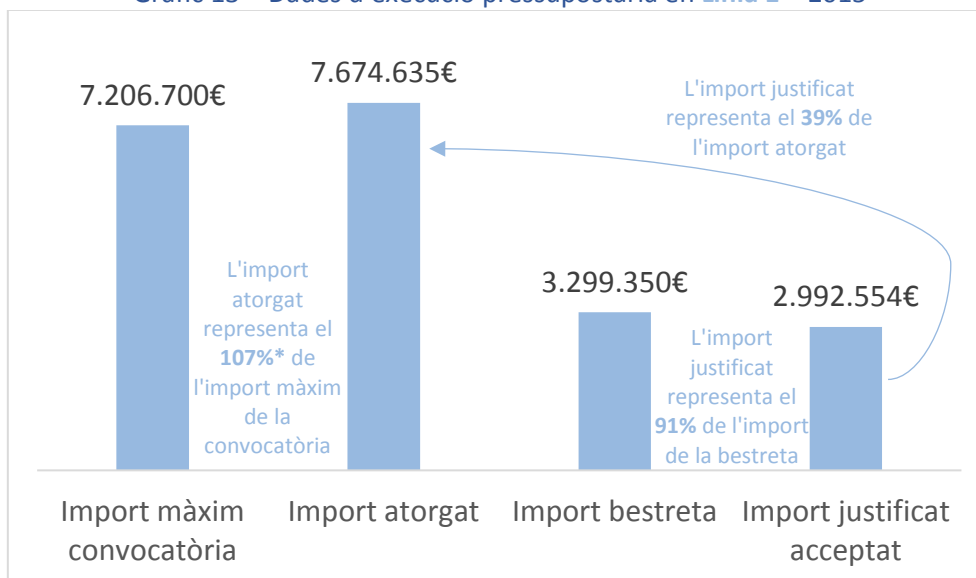 7.206.700€
7.674.635€
L'import justificat
representa el 39% de
l'import atorgat
L'import
atorgat
representa el
107%* de
l'import màxim
de la
convocatòria
3.299.350€
2.992.554€
L'import
justificat
representa el
91% de l'import
de la bestreta
Import màxim
convocatòria
Import atorgat
Import bestreta
Import justificat
acceptat